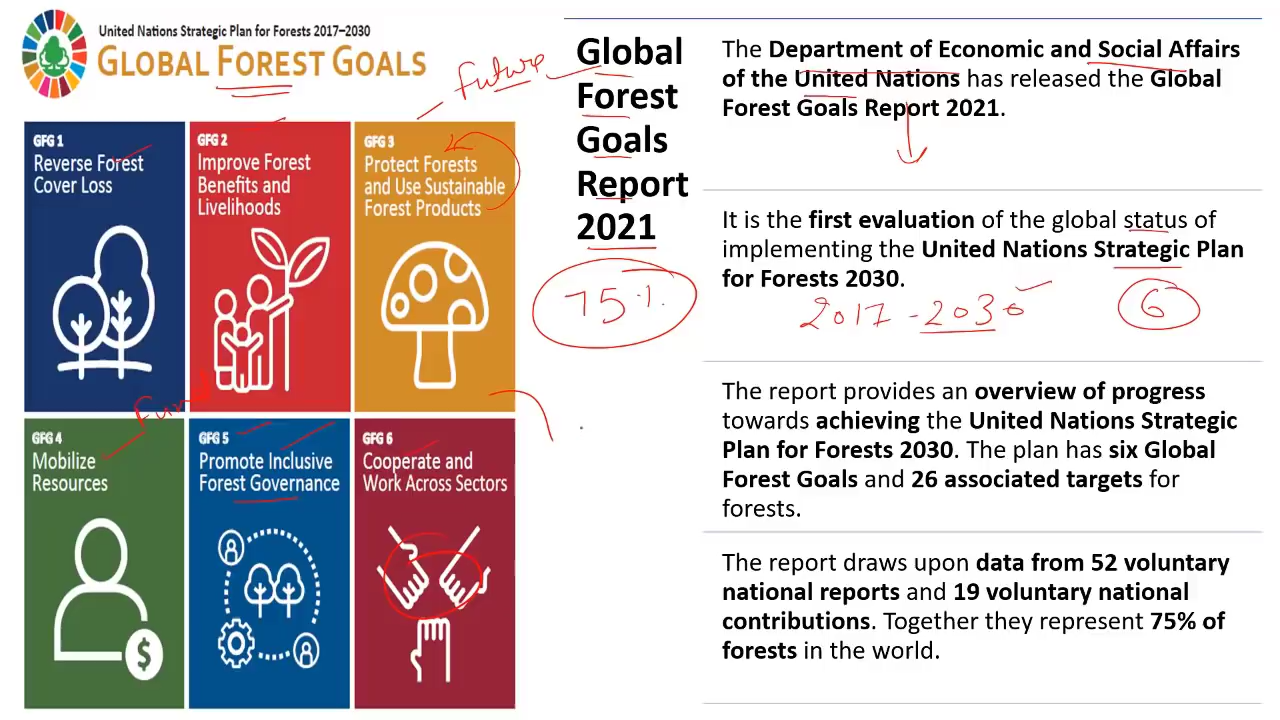 United Nations Strategic Plan for Forests 2017–2030
GLOBAL FOREST GOALS
GFG 1
Reverse Forest
Cover Loss
GFG 2
Improve Forest
Benefits and
Livelihoods
GFG 3
Protect Forests
and Use Sustainable
Forest Products
GFG 4
Mobilize
Resources
GFG 5
Promote Inclusive
Forest Governance
GFG 6
Cooperate and
Work Across Sectors
$
Future
Fund
Global
Forest
Goals
Report
2021
75%
The Department of Economic and Social Affairs
of the United Nations has released the Global
Forest Goals Report 2021.
It is the first evaluation of the global status of
implementing the United Nations Strategic Plan
for Forests 2030.
2017 - 2030
6
The report provides an overview of progress
towards achieving the United Nations Strategic
Plan for Forests 2030. The plan has six Global
Forest Goals and 26 associated targets for
forests.
The report draws upon data from 52 voluntary
national reports and 19 voluntary national
contributions. Together they represent 75% of
forests in the world.